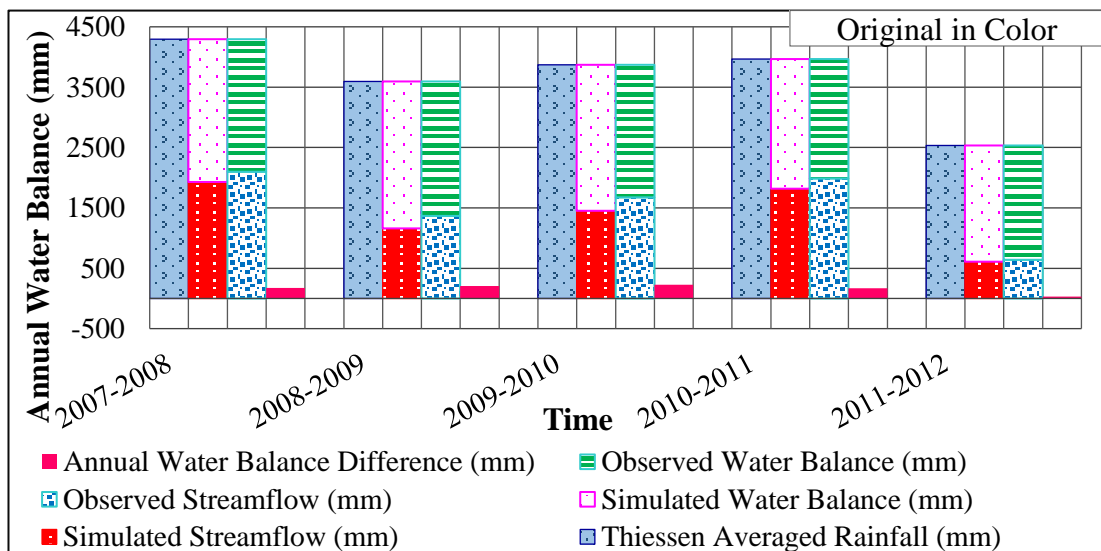 Original in Color
Annual Water Balance (mm)
4500
3500
2500
1500
500
-500
2007-2008
2008-2009
2009-2010
2010-2011
2011-2012
Time
Annual Water Balance Difference (mm)
Observed Water Balance (mm)
Observed Streamflow (mm)
Simulated Water Balance (mm)
Simulated Streamflow (mm)
Thiessen Averaged Rainfall (mm)